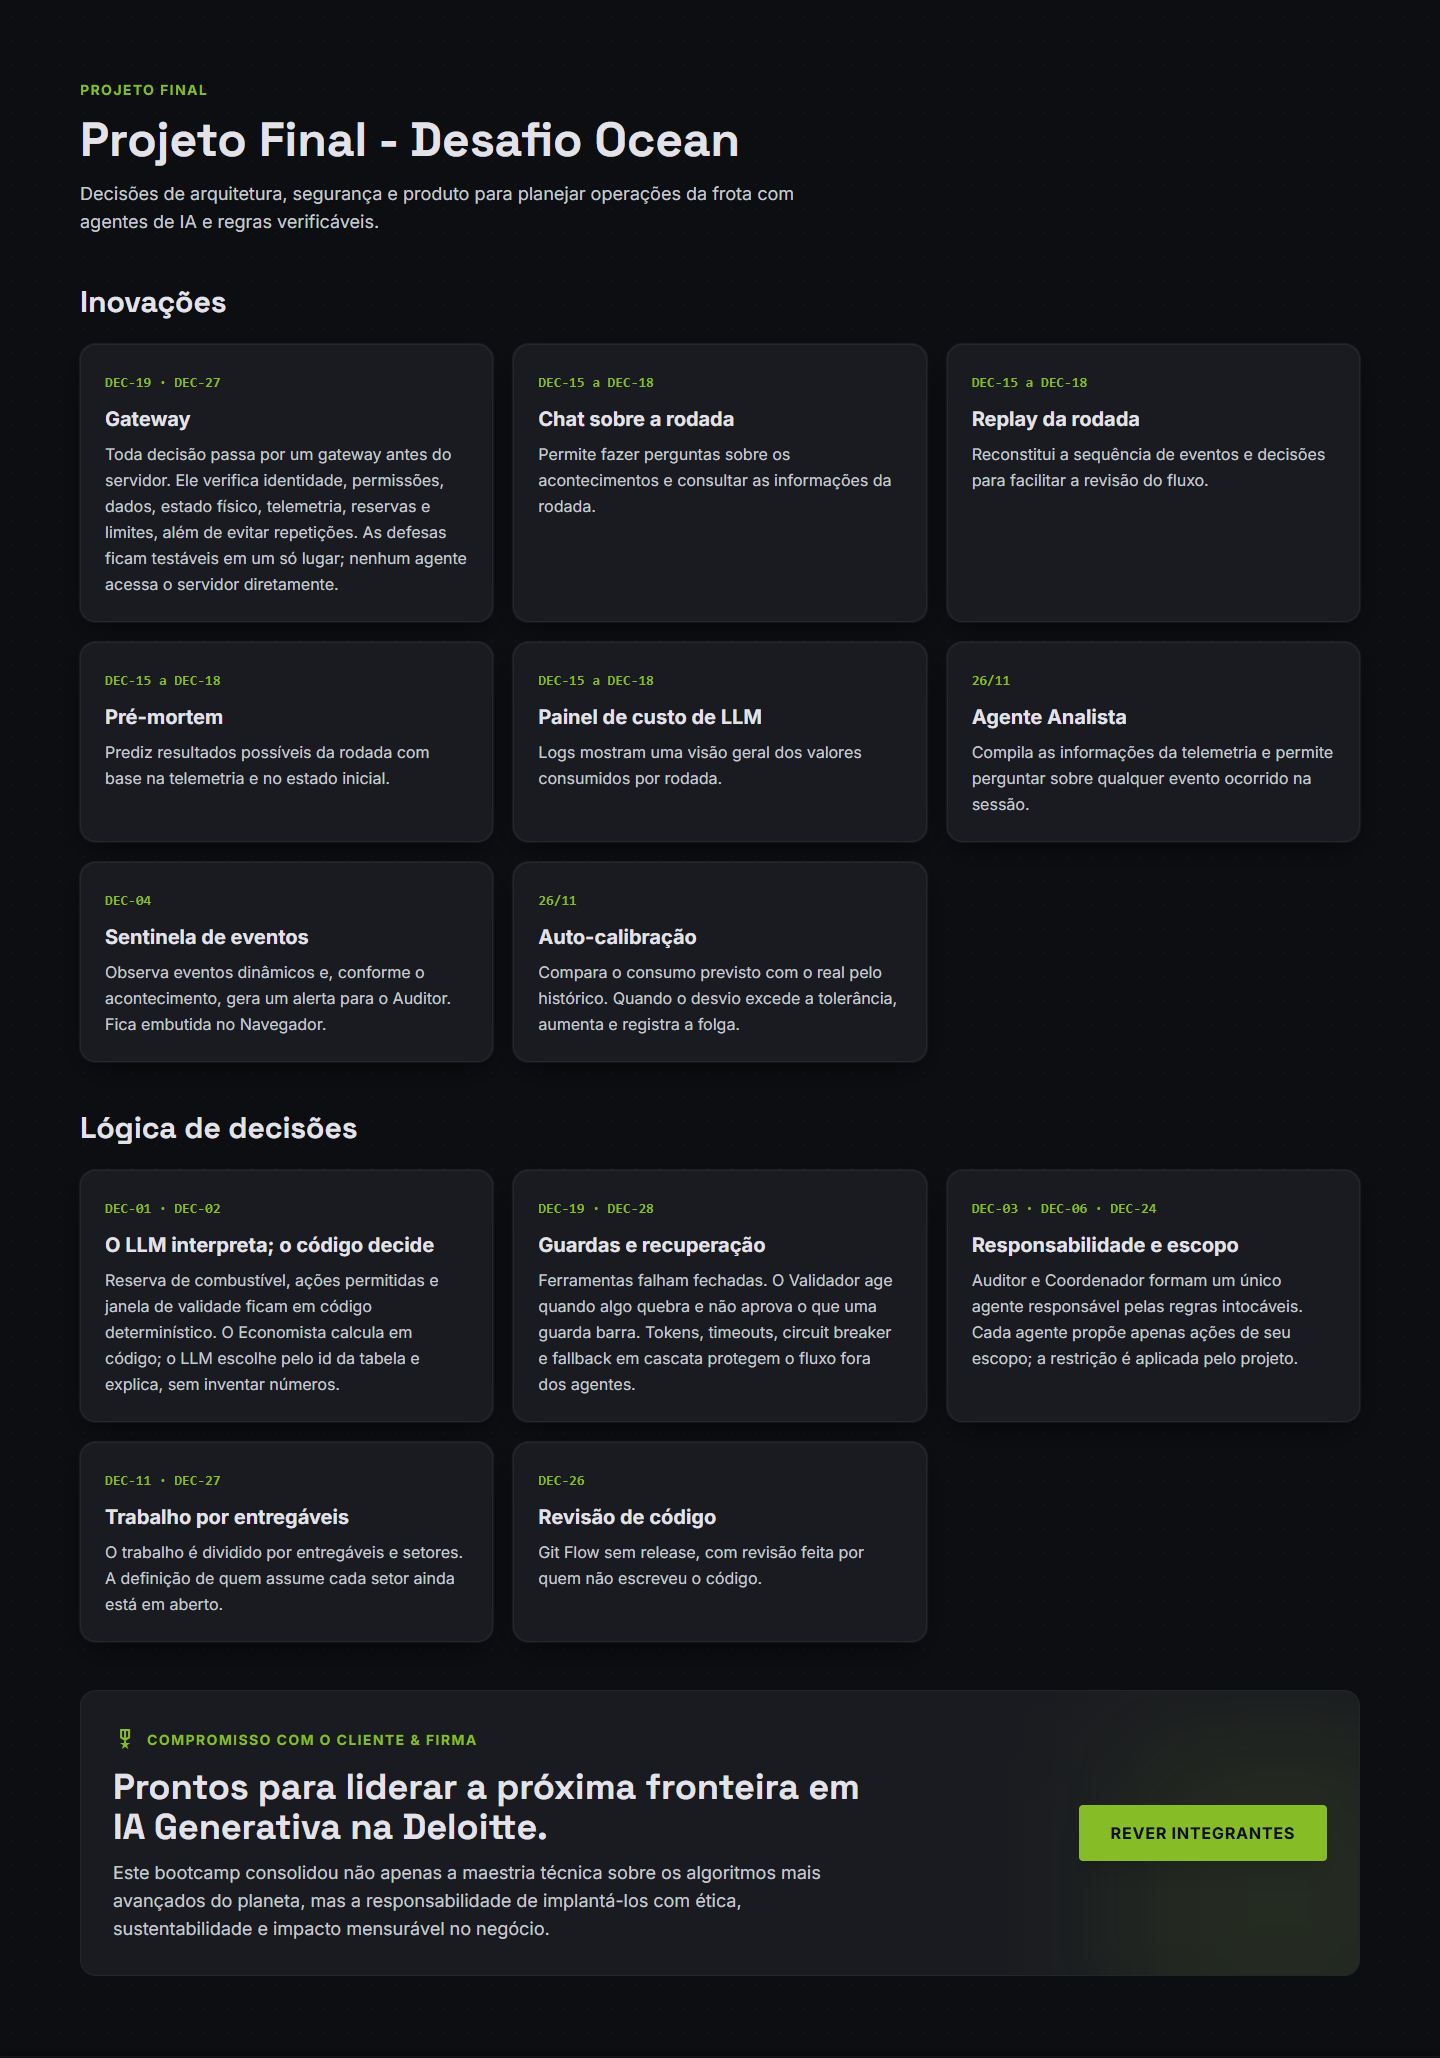 PROJETO FINAL
Projeto Final - Desafio Ocean
Decisões de arquitetura, segurança e produto para planejar operações da frota com
agentes de IA e regras verificáveis.
Inovações
DEC-19 · DEC-27
Gateway
Toda decisão passa por um gateway antes do
servidor. Ele verifica identidade, permissões,
dados, estado físico, telemetria, reservas e
limites, além de evitar repetições. As defesas
ficam testáveis em um só lugar; nenhum agente
acessa o servidor diretamente.
DEC-15 a DEC-18
Chat sobre a rodada
Permite fazer perguntas sobre os
acontecimentos e consultar as informações da
rodada.
DEC-15 a DEC-18
Replay da rodada
Reconstitui a sequência de eventos e decisões
para facilitar a revisão do fluxo.
DEC-15 a DEC-18
Pré-mortem
Prediz resultados possíveis da rodada com
base na telemetria e no estado inicial.
DEC-15 a DEC-18
Painel de custo de LLM
Logs mostram uma visão geral dos valores
consumidos por rodada.
26/11
Agente Analista
Compila as informações da telemetria e permite
perguntar sobre qualquer evento ocorrido na
sessão.
DEC-04
Sentinela de eventos
Observa eventos dinâmicos e, conforme o
acontecimento, gera um alerta para o Auditor.
Fica embutida no Navegador.
26/11
Auto-calibração
Compara o consumo previsto com o real pelo
histórico. Quando o desvio excede a tolerância,
aumenta e registra a folga.
Lógica de decisões
DEC-01 · DEC-02
O LLM interpreta; o código decide
Reserva de combustível, ações permitidas e
janela de validade ficam em código
determinístico. O Economista calcula em
código; o LLM escolhe pelo id da tabela e
explica, sem inventar números.
DEC-19 · DEC-28
Guardas e recuperação
Ferramentas falham fechadas. O Validador age
quando algo quebra e não aprova o que uma
guarda barra. Tokens, timeouts, circuit breaker
e fallback em cascata protegem o fluxo fora
dos agentes.
DEC-03 · DEC-06 · DEC-24
Responsabilidade e escopo
Auditor e Coordenador formam um único
agente responsável pelas regras intocáveis.
Cada agente propõe apenas ações de seu
escopo; a restrição é aplicada pelo projeto.
DEC-11 · DEC-27
Trabalho por entregáveis
O trabalho é dividido por entregáveis e setores.
A definição de quem assume cada setor ainda
está em aberto.
DEC-26
Revisão de código
Git Flow sem release, com revisão feita por
quem não escreveu o código.
COMPROMISSO COM O CLIENTE & FIRMA
Prontos para liderar a próxima fronteira em
IA Generativa na Deloitte.
Este bootcamp consolidou não apenas a maestria técnica sobre os algoritmos mais
avançados do planeta, mas a responsabilidade de implantá-los com ética,
sustentabilidade e impacto mensurável no negócio.
REVER INTEGRANTES